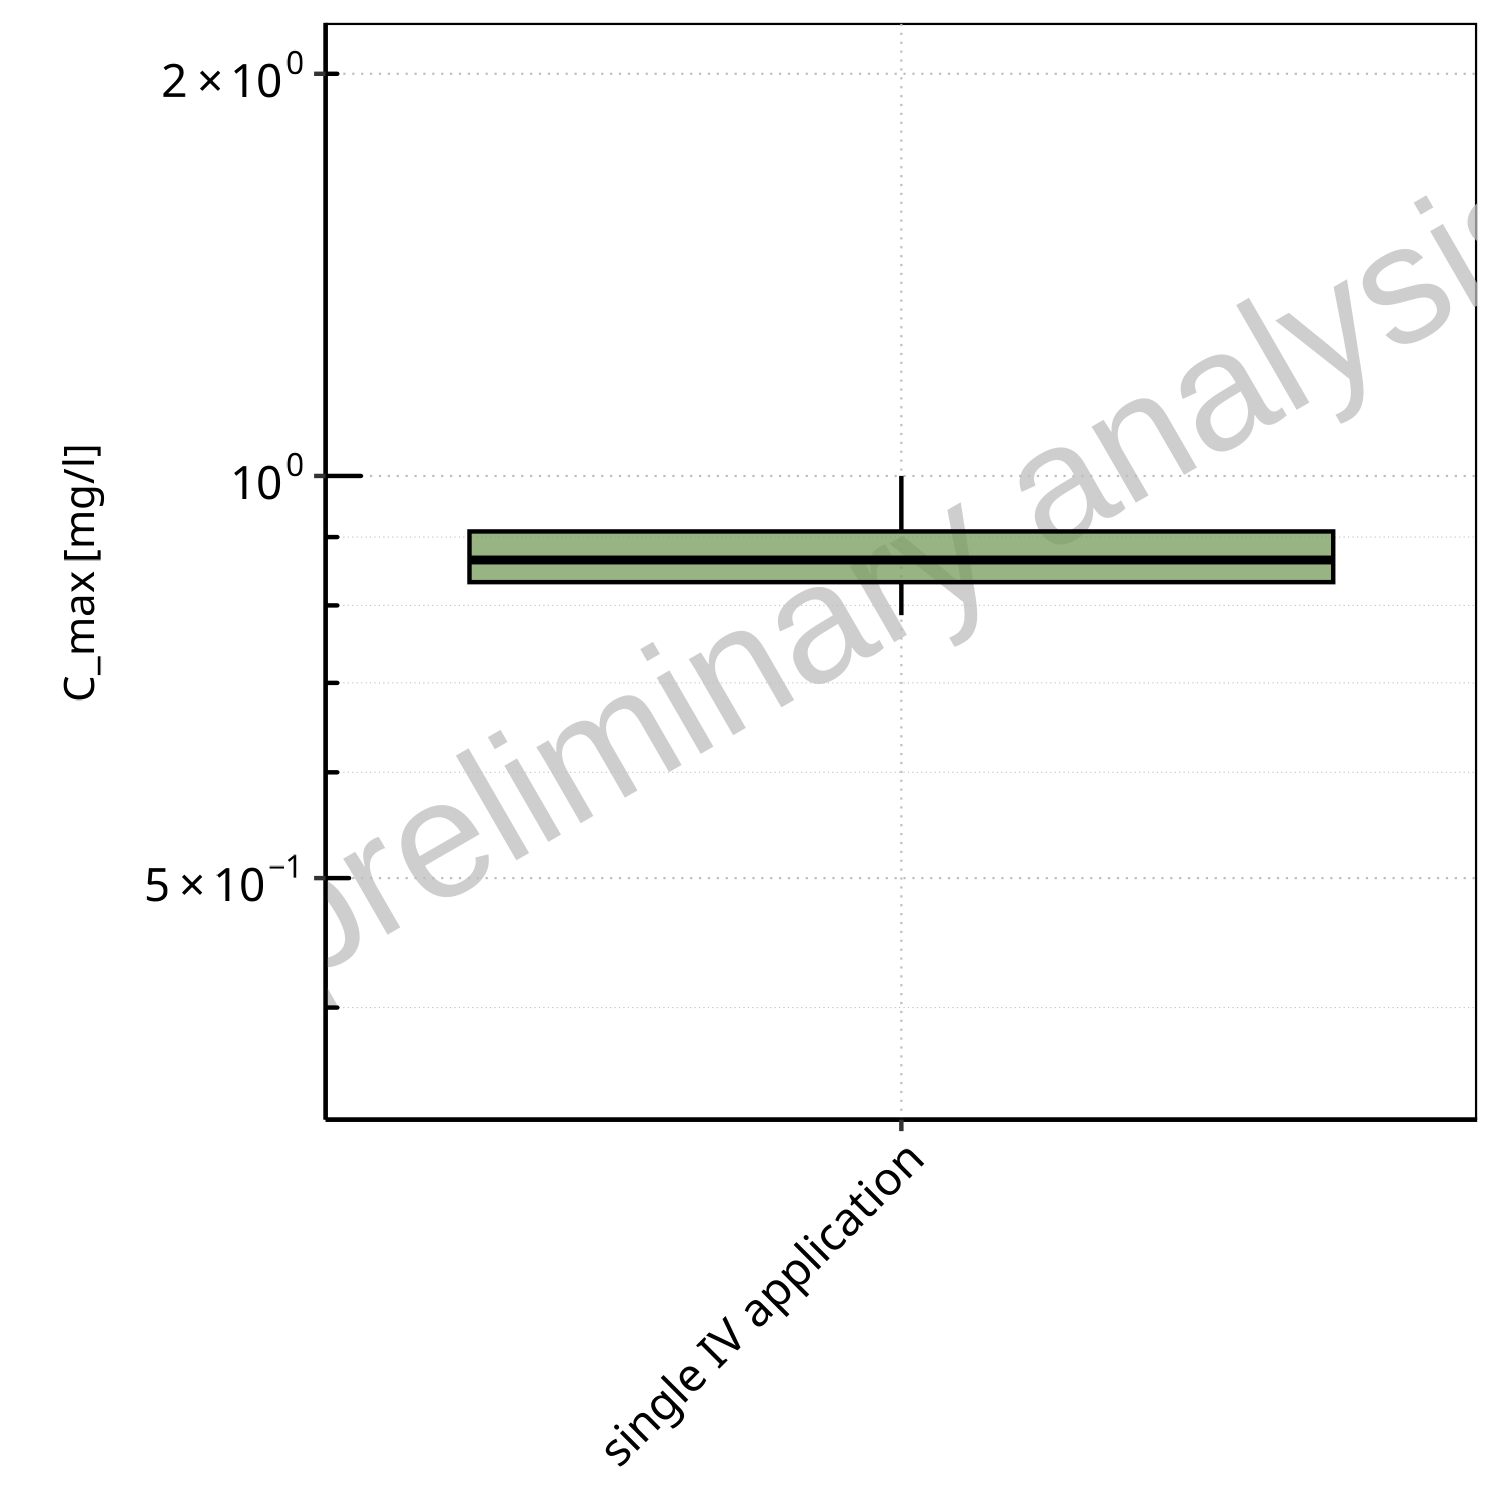 2 × 10⁰
10⁰
5 × 10⁻¹
C_max [mg/l]
preliminary analysis
single IV application